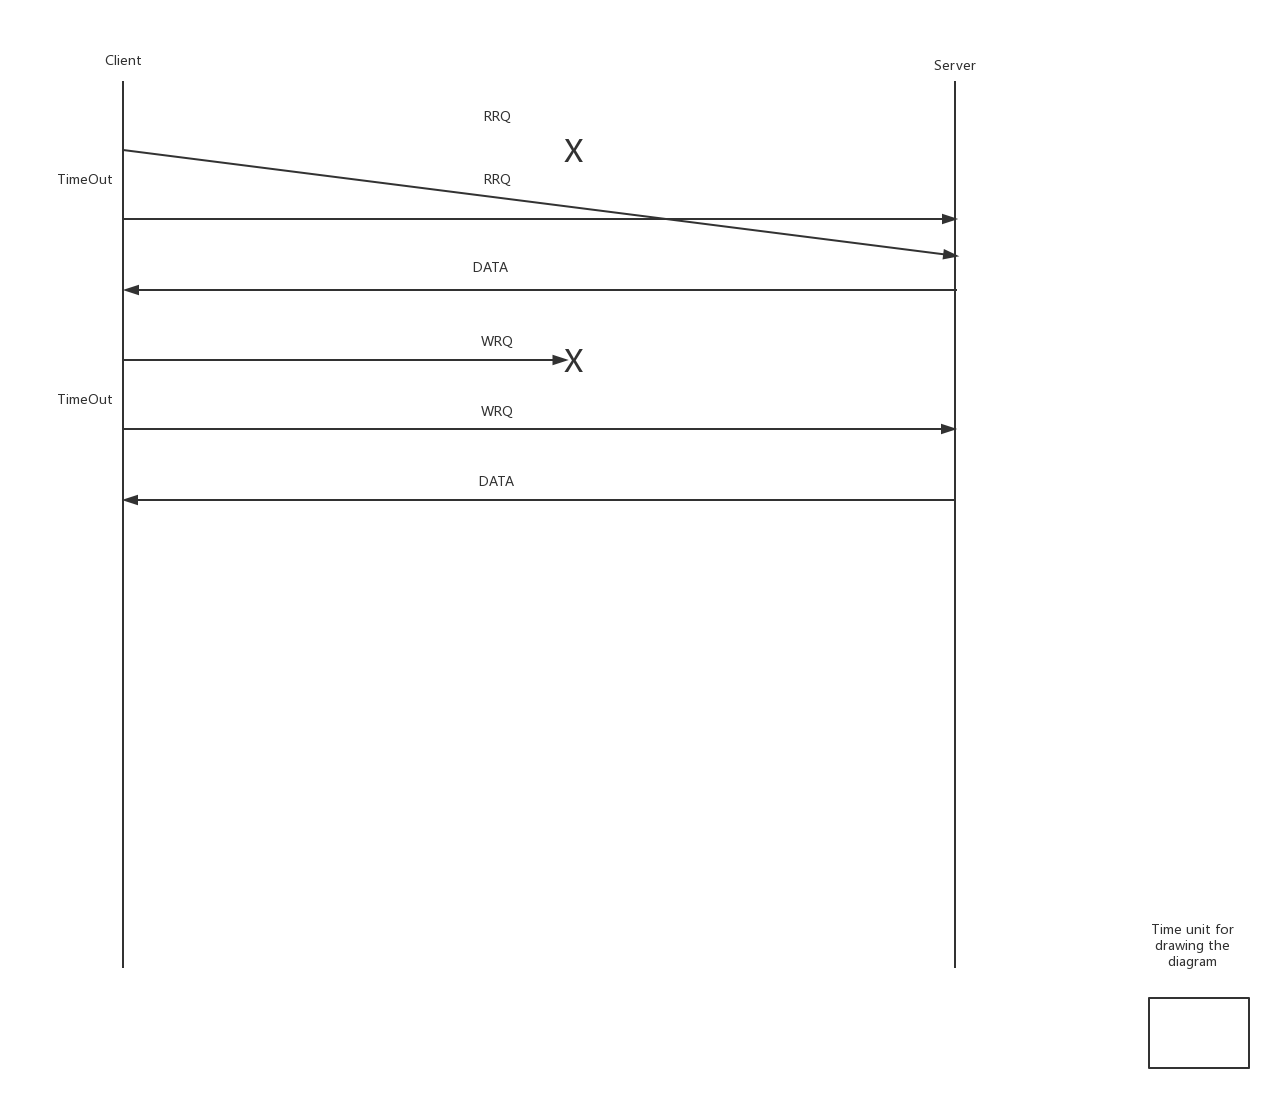 Client
Server
RRQ
X
TimeOut
RRQ
DATA
WRQ
X
TimeOut
WRQ
DATA
Time unit for
drawing the
diagram